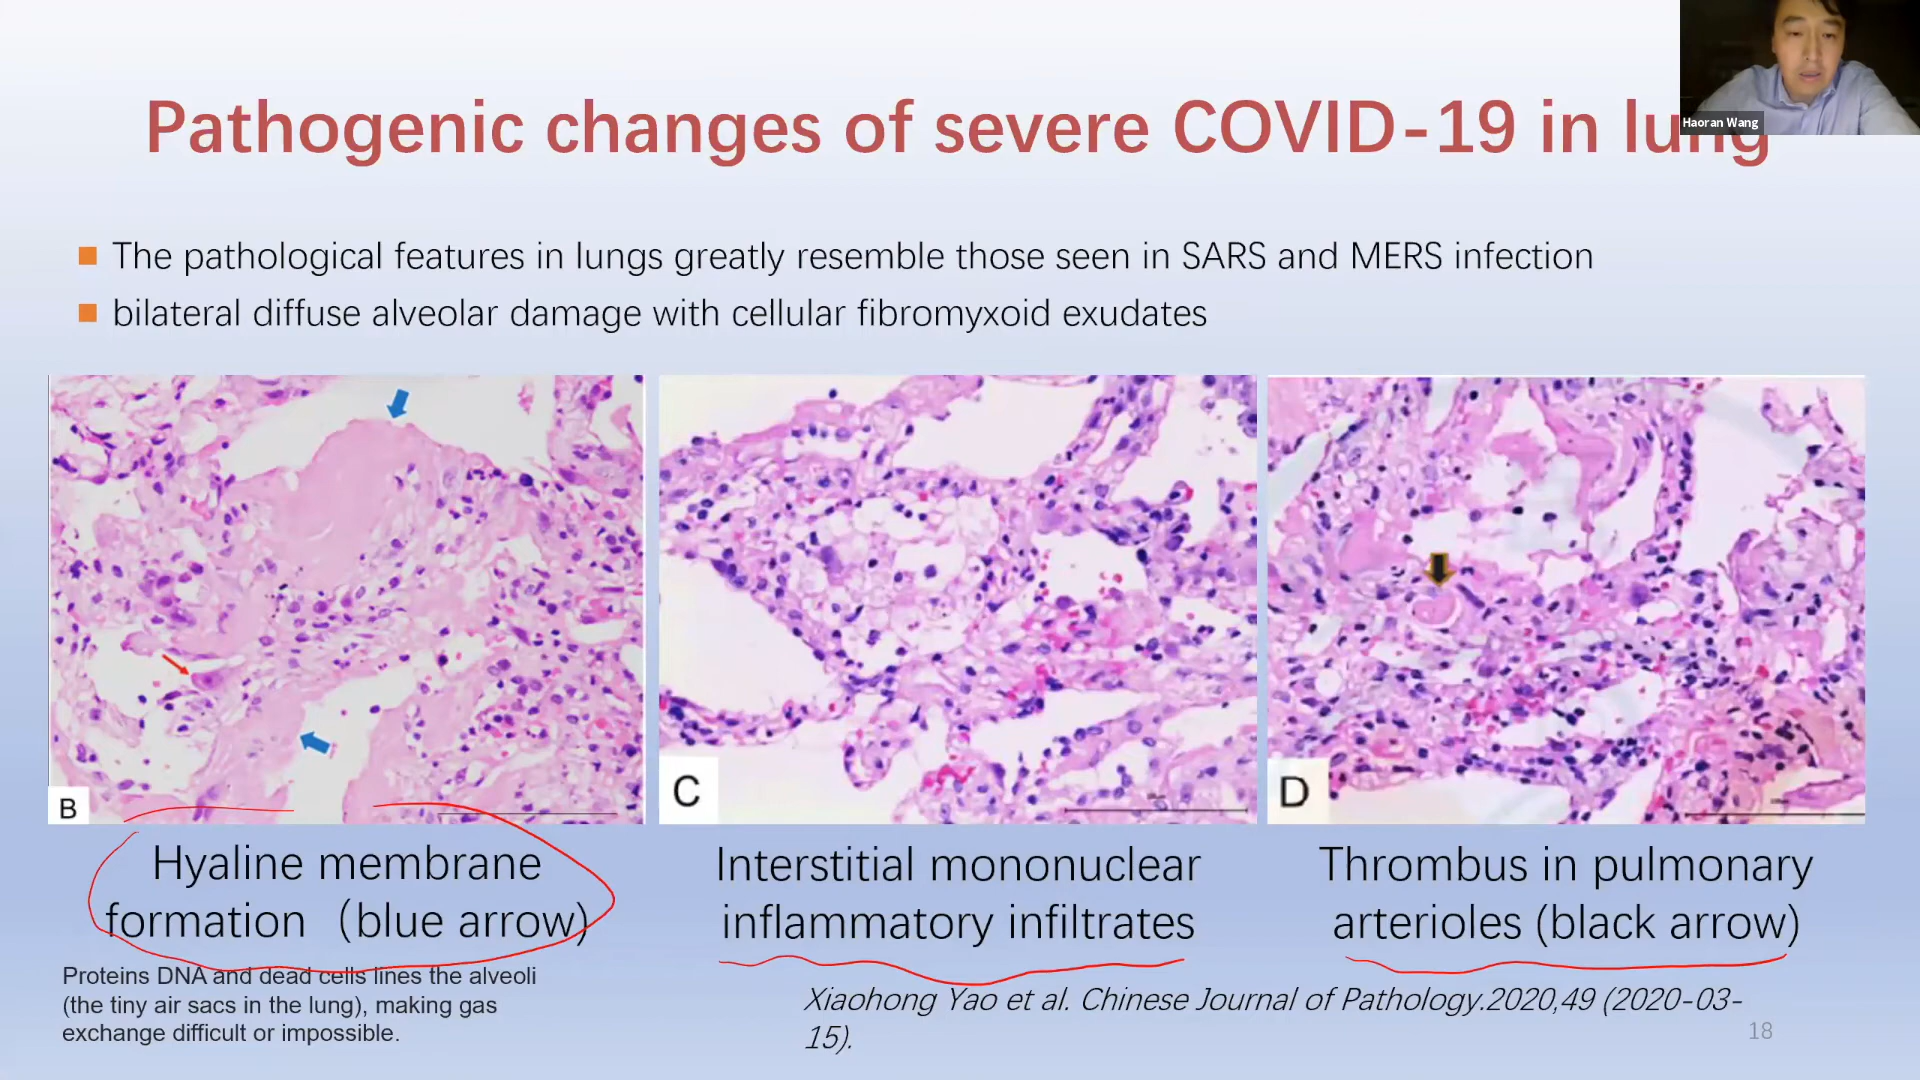 Pathogenic changes of severe COVID-19 in lung
Haoran Wang
The pathological features in lungs greatly resemble those seen in SARS and MERS infection
bilateral diffuse alveolar damage with cellular fibromyxoid exudates
B
C
D
Hyaline membrane
formation（blue arrow)
Interstitial mononuclear
inflammatory infiltrates
Thrombus in pulmonary
arterioles (black arrow)
Proteins DNA and dead cells lines the alveoli
(the tiny air sacs in the lung), making gas
exchange difficult or impossible.
Xiaohong Yao et al. Chinese Journal of Pathology.2020,49 (2020-03-
15).
18